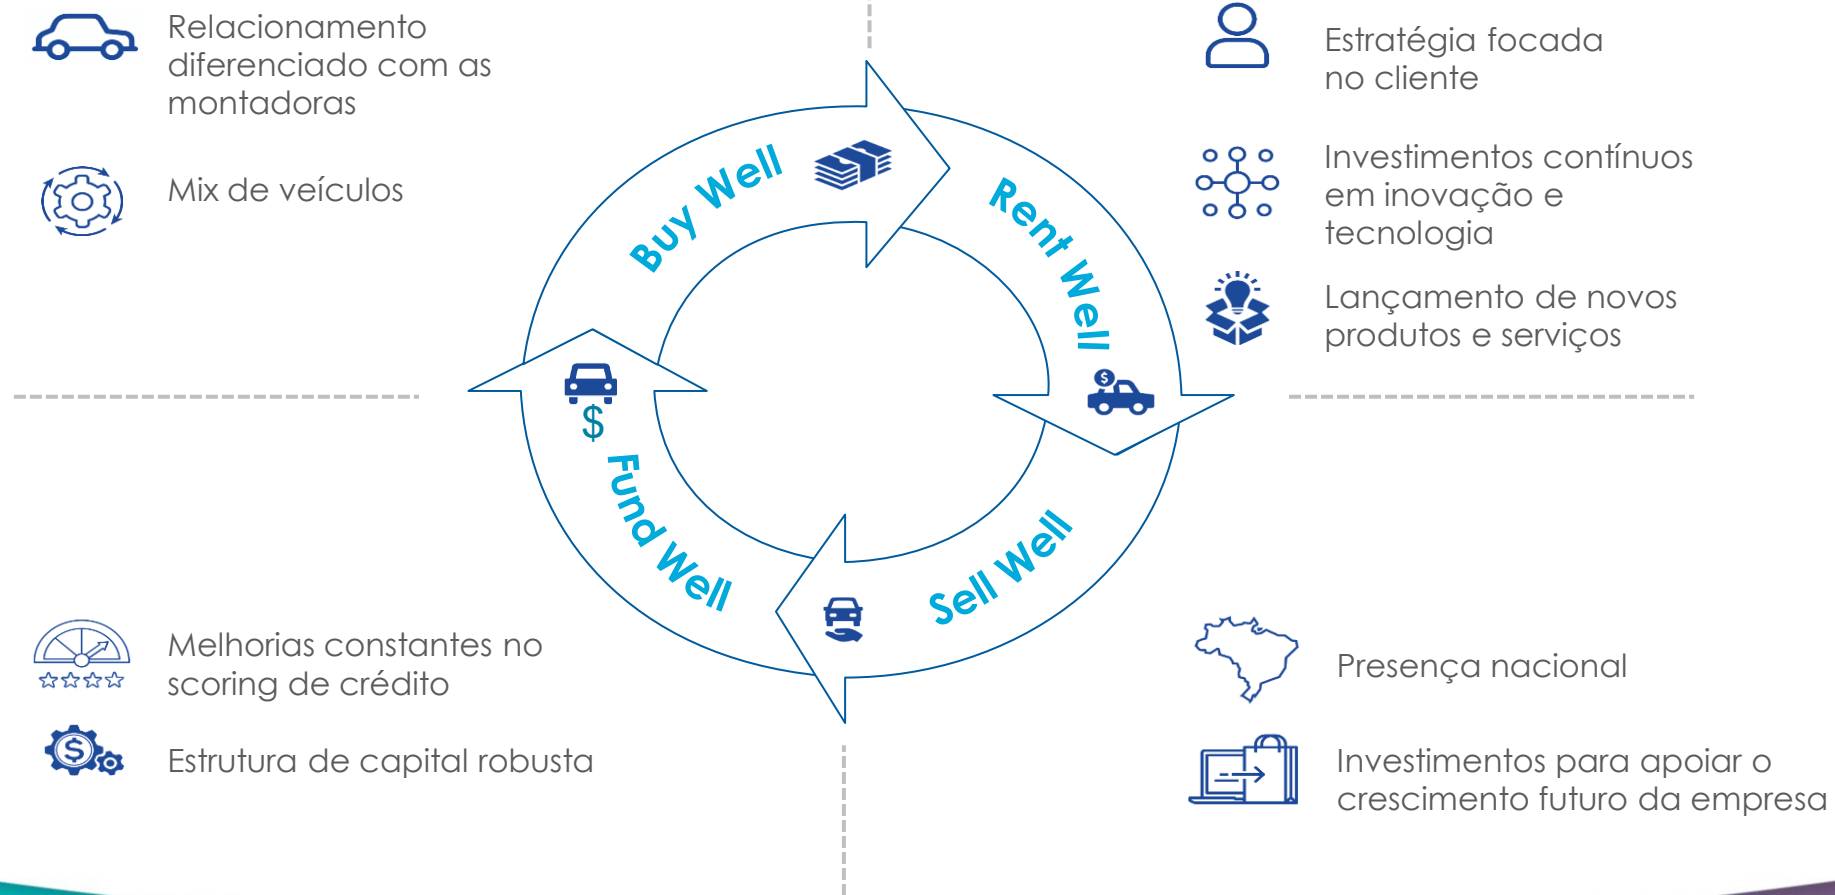 Relacionamento
diferenciado com as
montadoras
Mix de veículos
Buy Well
Rent Well
Estratégia focada
no cliente
Investimentos contínuos
em inovação e
tecnologia
Lançamento de novos
produtos e serviços
$
$
Fund Well
Sell Well
Melhorias constantes no
scoring de crédito
$
Estrutura de capital robusta
Presença nacional
Investimentos para apoiar o
crescimento futuro da empresa